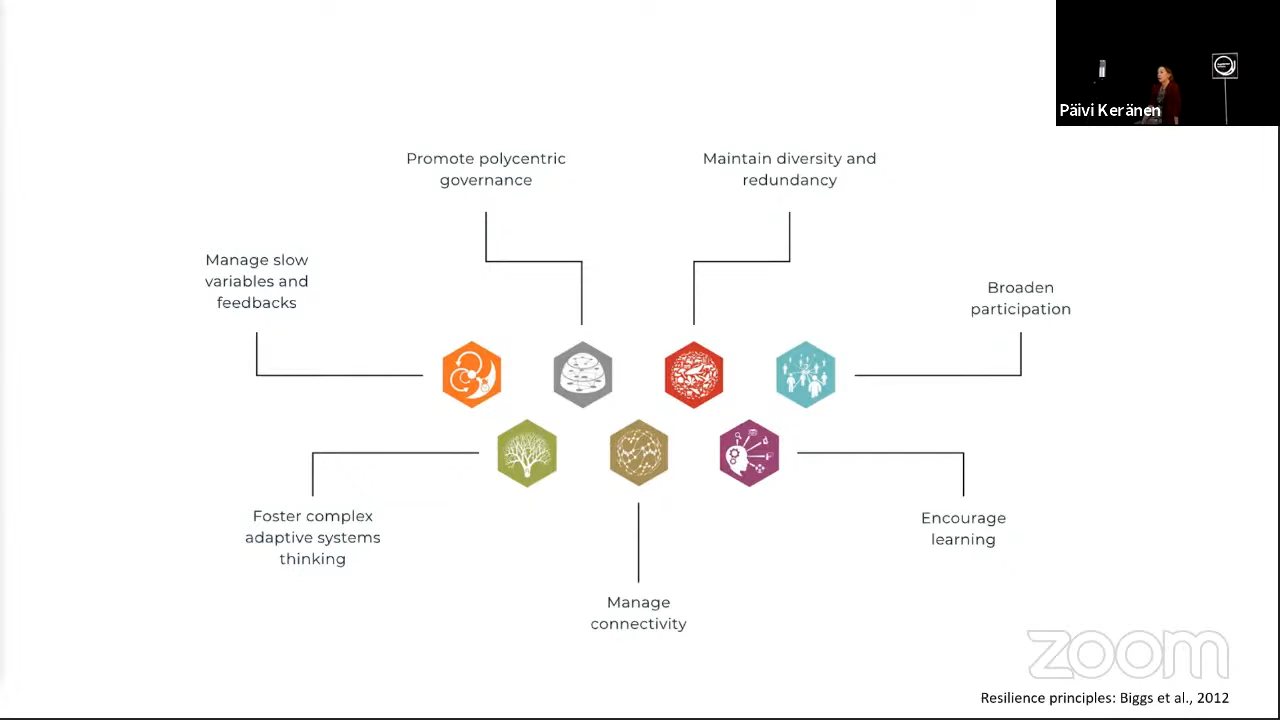 Päivi Keränen
Promote polycentric
governance
Maintain diversity and
redundancy
Manage slow
variables and
feedbacks
Broaden
participation
Foster complex
adaptive systems
thinking
Encourage
learning
Manage
connectivity
zoom
Resilience principles: Biggs et al., 2012